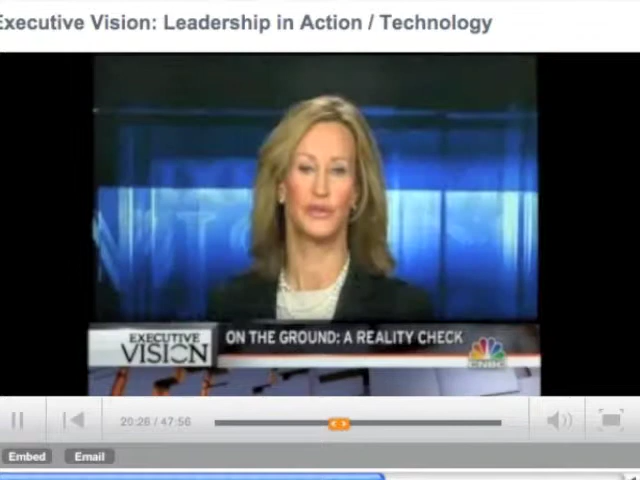 Executive Vision: Leadership in Action / Technology
EXECUTIVE
VISION
ON THE GROUND: A REALITY CHECK
CNBC
20:26 / 47:56
Embed
Email